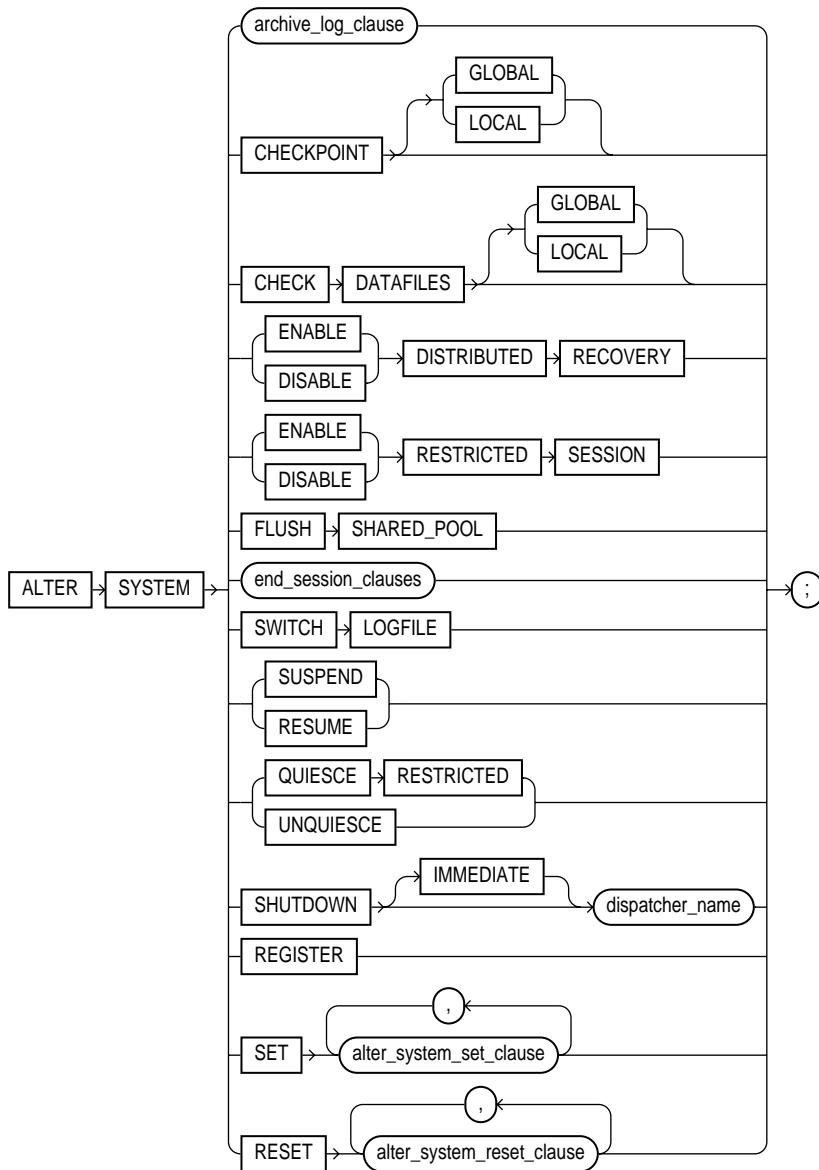 archive_log_clause
GLOBAL
LOCAL
CHECKPOINT
GLOBAL
LOCAL
CHECK DATAFILES
ENABLE
DISABLE
DISTRIBUTED RECOVERY
ENABLE
DISABLE
RESTRICTED SESSION
FLUSH SHARED_POOL
ALTER SYSTEM
end_session_clauses
;
SWITCH LOGFILE
SUSPEND
RESUME
QUIESCE RESTRICTED
UNQUIESCE
IMMEDIATE
SHUTDOWN dispatcher_name
REGISTER
,
SET alter_system_set_clause
,
RESET alter_system_reset_clause